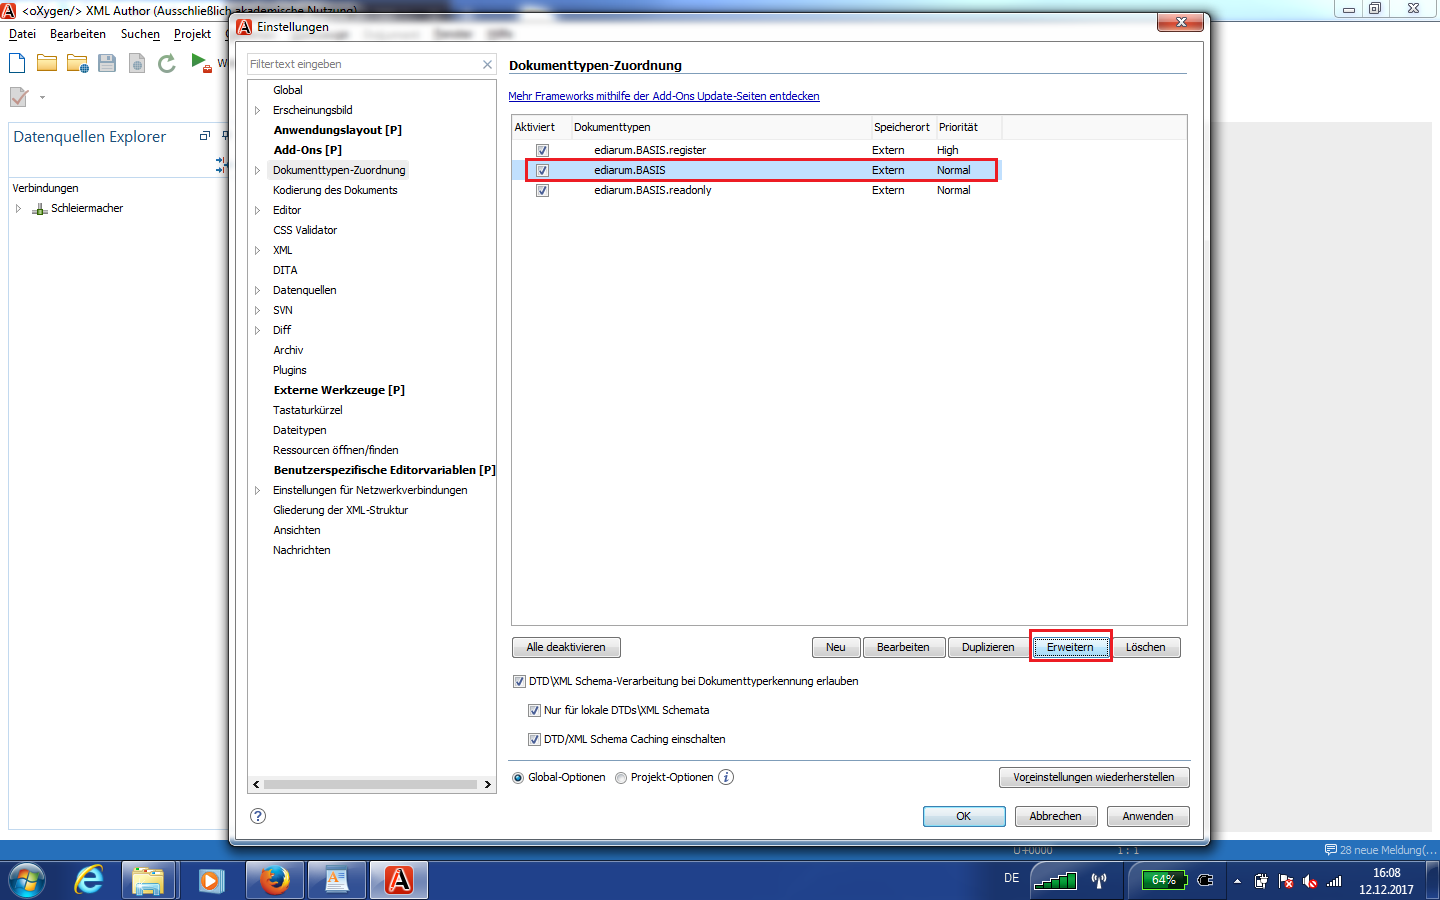 <oXygen/> XML Author (Ausschließlich akademische Nutzung)
Datei Bearbeiten Suchen Projekt
Datenquellen Explorer
Verbindungen
Schleiermacher
Einstellungen
Filtertext eingeben
Global
Erscheinungsbild
Anwendungslayout [P]
Add-Ons [P]
Dokumenttypen-Zuordnung
Kodierung des Dokuments
Editor
CSS Validator
XML
DITA
Datenquellen
SVN
Diff
Archiv
Plugins
Externe Werkzeuge [P]
Tastaturkürzel
Dateitypen
Ressourcen öffnen/finden
Benutzerspezifische Editorvariablen [P]
Einstellungen für Netzwerkverbindungen
Gliederung der XML-Struktur
Ansichten
Nachrichten
Dokumenttypen-Zuordnung
Mehr Frameworks mithilfe der Add-Ons Update-Seiten entdecken
Aktiviert Dokumenttypen Speicherort Priorität
ediarum.BASIS.register Extern High
ediarum.BASIS Extern Normal
ediarum.BASIS.readonly Extern Normal
Alle deaktivieren Neu Bearbeiten Duplizieren Erweitern Löschen
DTD\XML Schema-Verarbeitung bei Dokumenttyperkennung erlauben
Nur für lokale DTDs\XML Schemata
DTD/XML Schema Caching einschalten
Global-Optionen Projekt-Optionen Voreinstellungen wiederherstellen
OK Abbrechen Anwenden
U+0000 1 : 1 28 neue Meldung(...
DE 64% 16:08
12.12.2017